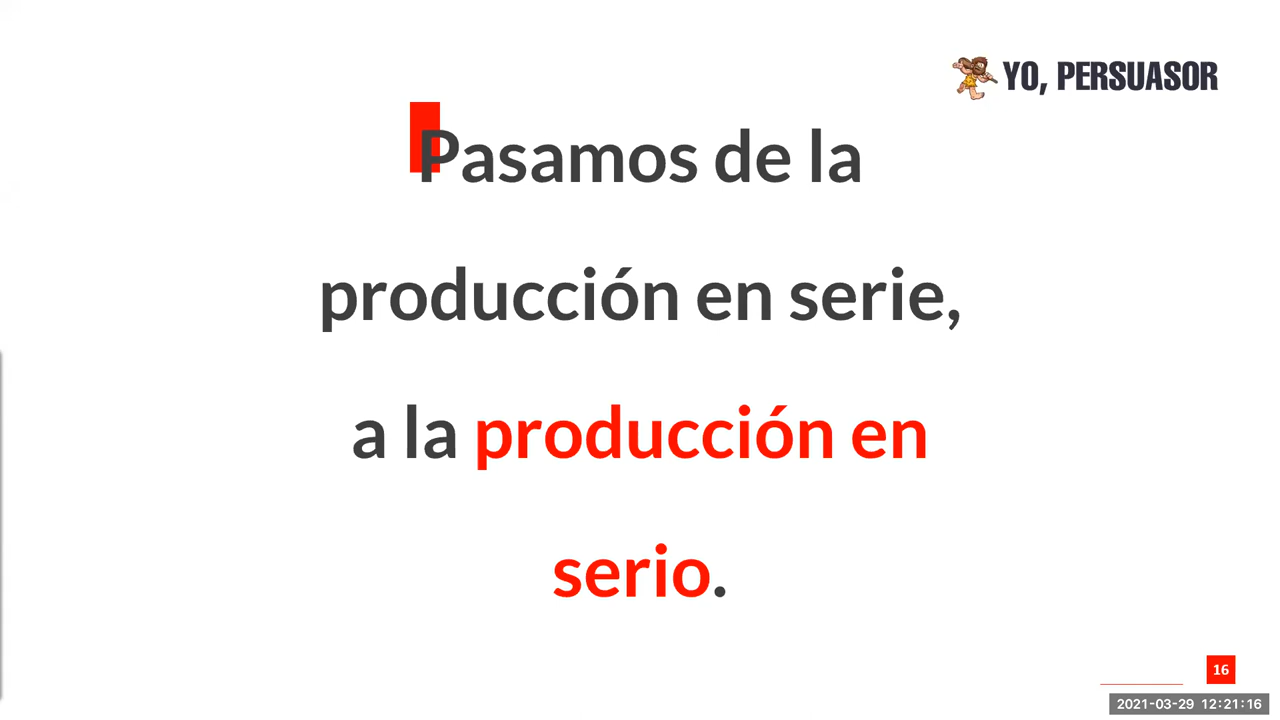 YO, PERSUASOR
Pasamos de la
producción en serie,
a la producción en
serio.
16
2021-03-29 12:21:16